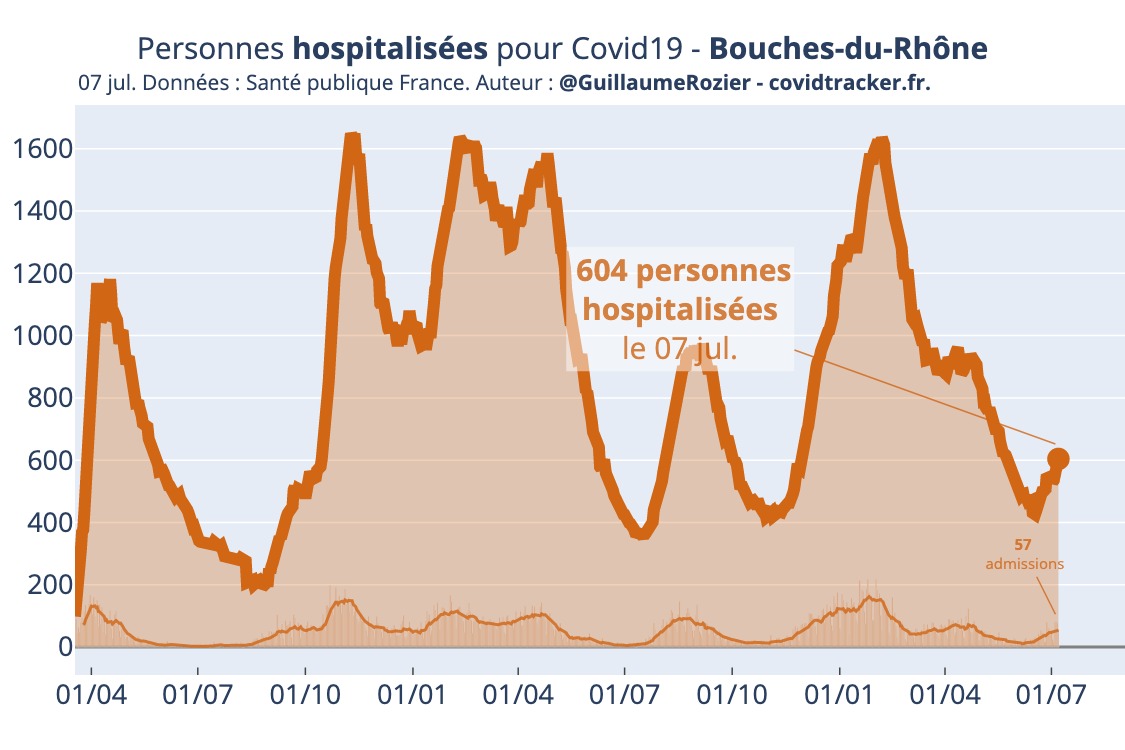 Personnes hospitalisées pour Covid19 - Bouches-du-Rhône
07 jul. Données : Santé publique France. Auteur : @GuillaumeRozier - covidtracker.fr.
1600
1400
1200
1000
800
600
400
200
0
604 personnes
hospitalisées
le 07 jul.
57
admissions
01/04 01/07 01/10 01/01 01/04 01/07 01/10 01/01 01/04 01/07